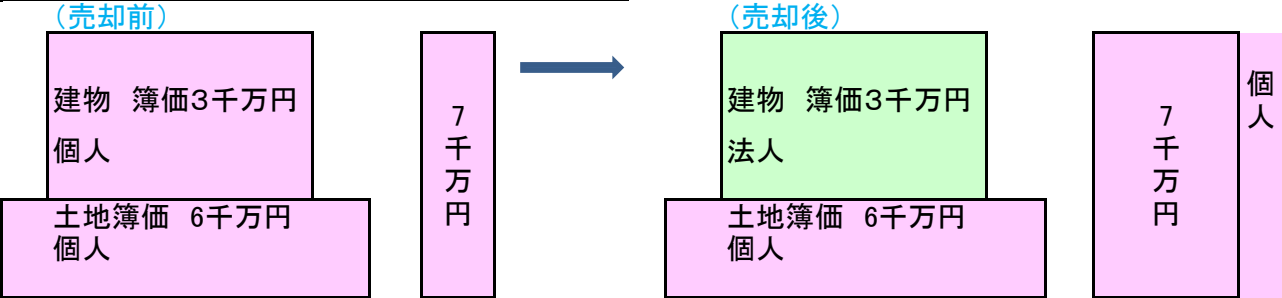 （売却前）
建物　簿価３千万円
個人
土地簿価　6千万円
個人
7千万円
（売却後）
建物　簿価３千万円
法人
土地簿価　6千万円
個人
7千万円
個人